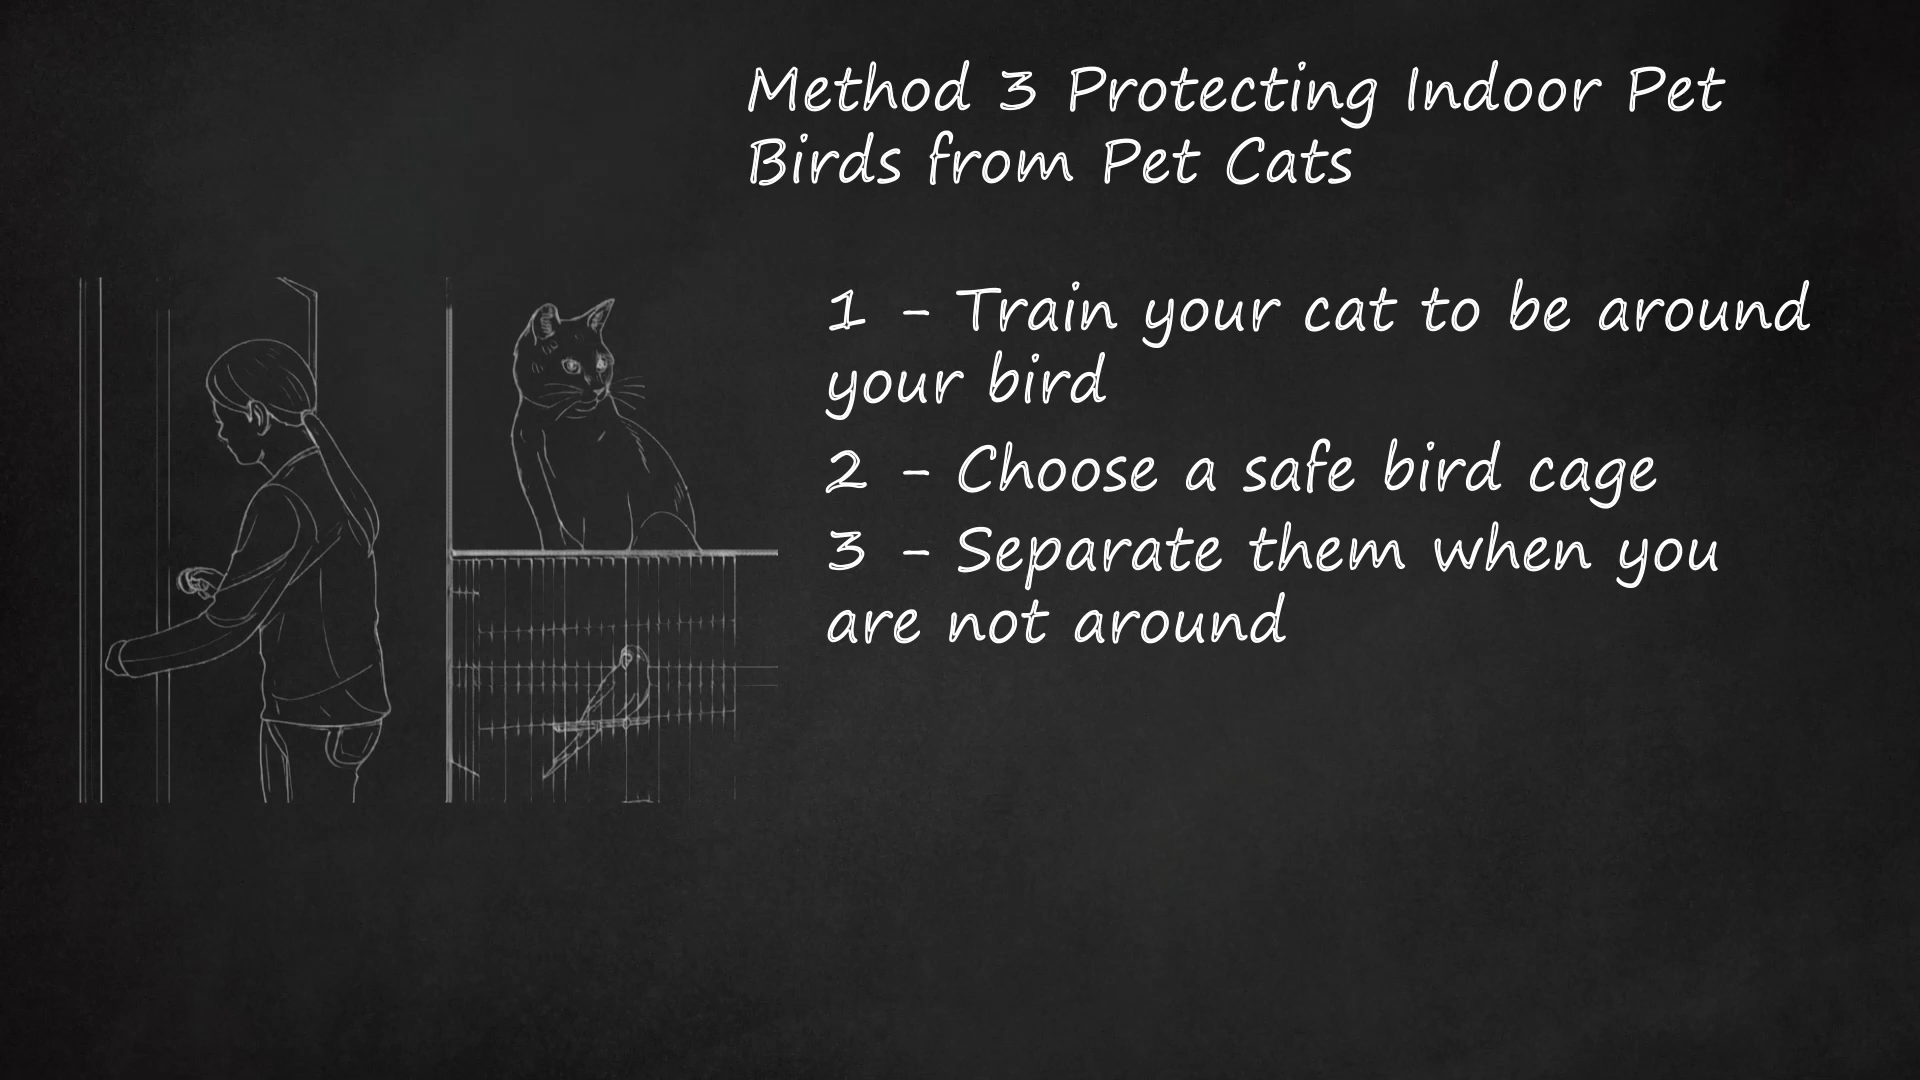 Method 3 Protecting Indoor Pet
Birds from Pet Cats
1 - Train your cat to be around
your bird
2 - Choose a safe bird cage
3 - Separate them when you
are not around